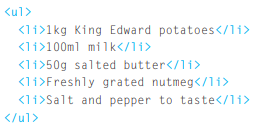 <ul>
<li>1kg King Edward potatoes</li>
<li>100ml milk</li>
<li>50g salted butter</li>
<li>Freshly grated nutmeg</li>
<li>Salt and pepper to taste</li>
</ul>